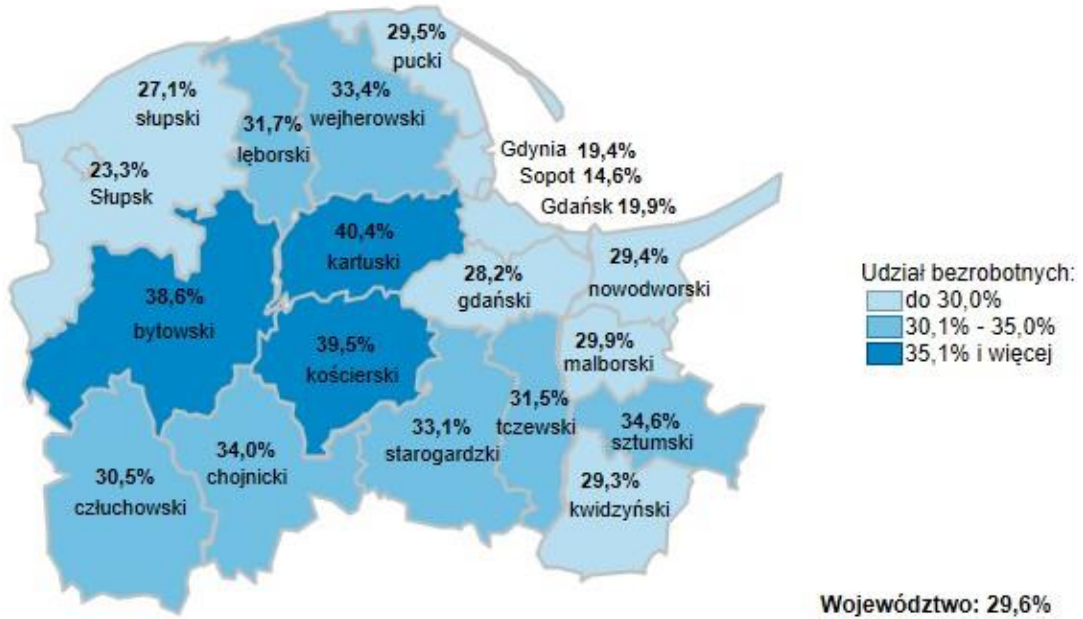 29,5%
pucki
27,1%
słupski
33,4%
wejherowski
31,7%
lęborski
Gdynia 19,4%
Sopot 14,6%
Gdańsk 19,9%
23,3%
Słupsk
40,4%
kartuski
29,4%
nowodworski
28,2%
gdański
38,6%
bytowski
39,5%
kościerski
29,9%
malborski
31,5%
tczewski
34,6%
sztumski
33,1%
starogardzki
34,0%
chojnicki
30,5%
człuchowski
29,3%
kwidzyński
Udział bezrobotnych:
do 30,0%
30,1% - 35,0%
35,1% i więcej
Województwo: 29,6%